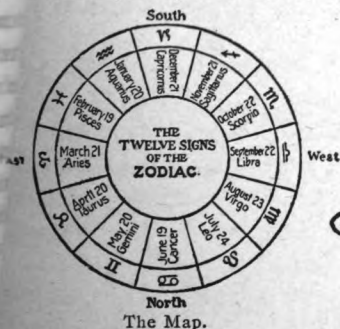 South
December 21
Capricornus
November 21
Sagittarius
October 22
Scorpio
September 22
Libra
August 23
Virgo
July 24
Leo
June 19
Cancer
May 20
Gemini
April 20
Taurus
March 21
Aries
February 19
Pisces
January 20
Aquarius
THE
TWELVE SIGNS
OF THE
ZODIAC.
West
North
The Map.